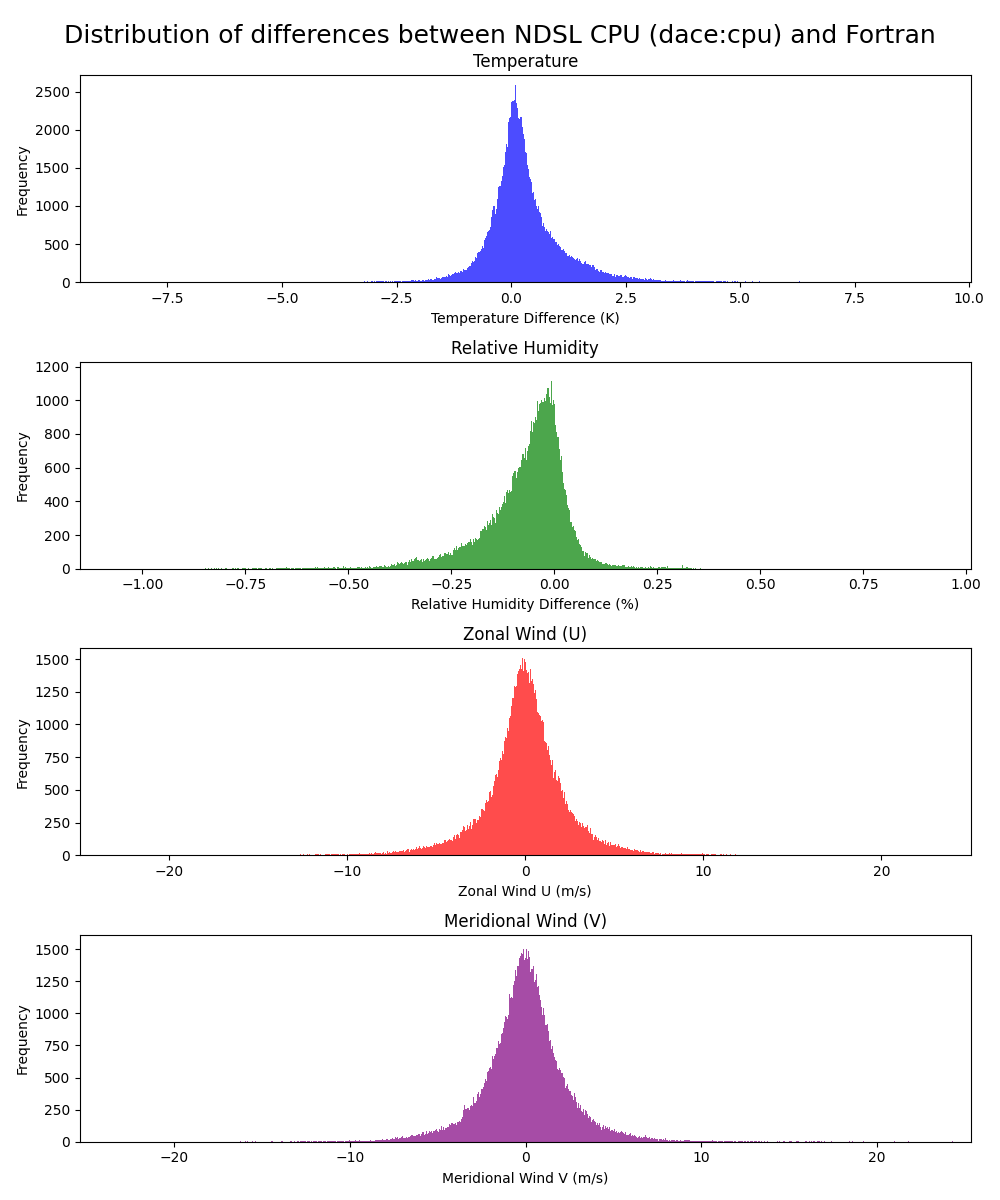 Distribution of differences between NDSL CPU (dace:cpu) and Fortran
Temperature
Frequency
2500
2000
1500
1000
500
0
−7.5 −5.0 −2.5 0.0 2.5 5.0 7.5 10.0
Temperature Difference (K)
Relative Humidity
Frequency
1200
1000
800
600
400
200
0
−1.00 −0.75 −0.50 −0.25 0.00 0.25 0.50 0.75 1.00
Relative Humidity Difference (%)
Zonal Wind (U)
Frequency
1500
1250
1000
750
500
250
0
−20 −10 0 10 20
Zonal Wind U (m/s)
Meridional Wind (V)
Frequency
1500
1250
1000
750
500
250
0
−20 −10 0 10 20
Meridional Wind V (m/s)